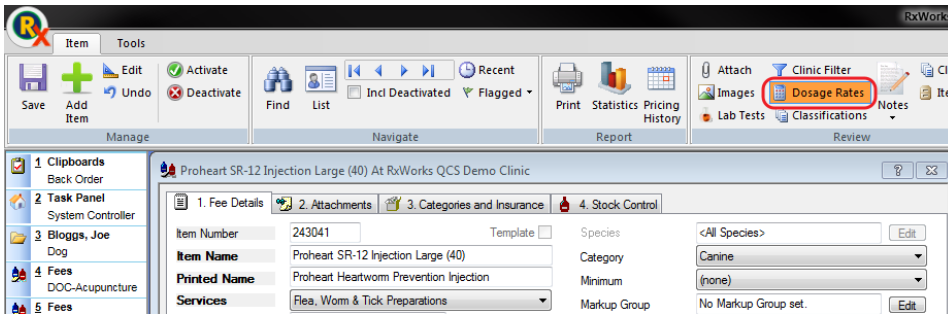 RxWorks
Rx
Item Tools
Save
Add Item
Edit
Undo
Activate
Deactivate
Manage
Find
List
Recent
Incl Deactivated Flagged
Navigate
Print
Statistics
Pricing History
Report
Attach
Images
Lab Tests
Clinic Filter
Dosage Rates
Classifications
Notes
Review
1 Clipboards
Back Order
2 Task Panel
System Controller
3 Bloggs, Joe
Dog
4 Fees
DOC-Acupuncture
5 Fees
Proheart SR-12 Injection Large (40) At RxWorks QCS Demo Clinic
1. Fee Details 2. Attachments 3. Categories and Insurance 4. Stock Control
Item Number 243041 Template Species <All Species> Edit
Item Name Proheart SR-12 Injection Large (40) Category Canine
Printed Name Proheart Heartworm Prevention Injection Minimum (none)
Services Flea, Worm & Tick Preparations Markup Group No Markup Group set. Edit